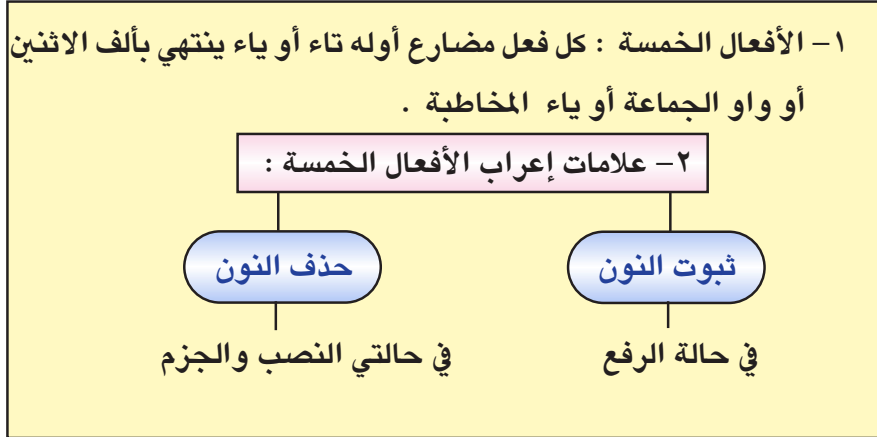 ١- الأفعال الخمسة : كل فعل مضارع أوله تاء أو ياء ينتهي بألف الاثنين
أو واو الجماعة أو ياء المخاطبة .
٢- علامات إعراب الأفعال الخمسة :
ثبوت النون
حذف النون
في حالة الرفع
في حالتي النصب والجزم